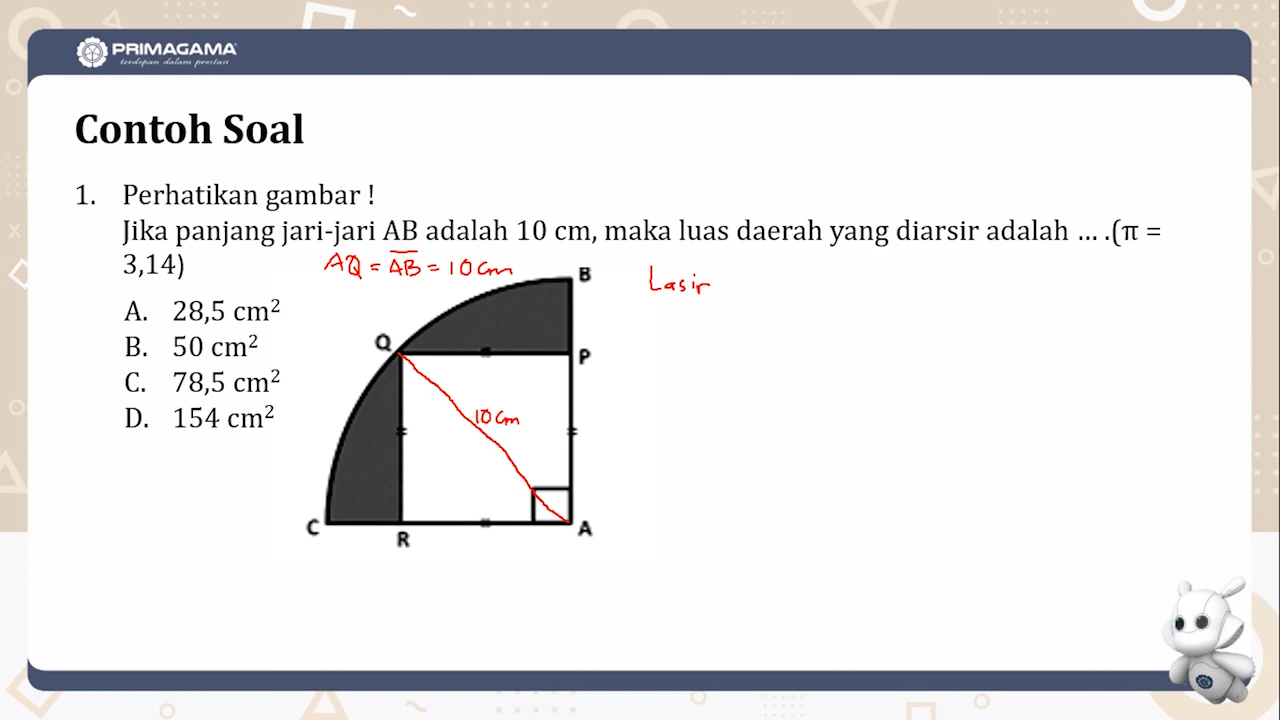 PRIMAGAMA
terdepan dalam prestasi
Contoh Soal
1. Perhatikan gambar !
Jika panjang jari-jari AB adalah 10 cm, maka luas daerah yang diarsir adalah ... .(π =
3,14)
AQ = AB = 10 cm
Lasir
A. 28,5 cm²
B. 50 cm²
C. 78,5 cm²
D. 154 cm²
B
Q
P
10 cm
C
R
A